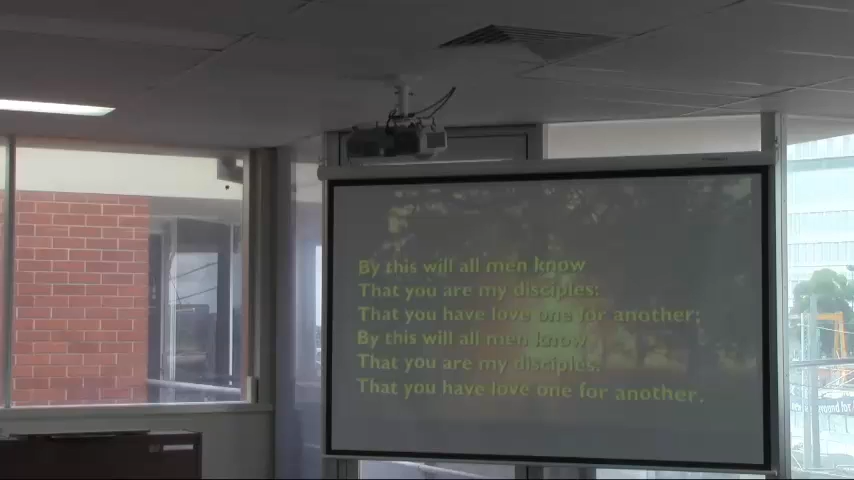 By this will all men know
That you are my disciples:
That you have love one for another;
By this will all men know
That you are my disciples.
That you have love one for another.